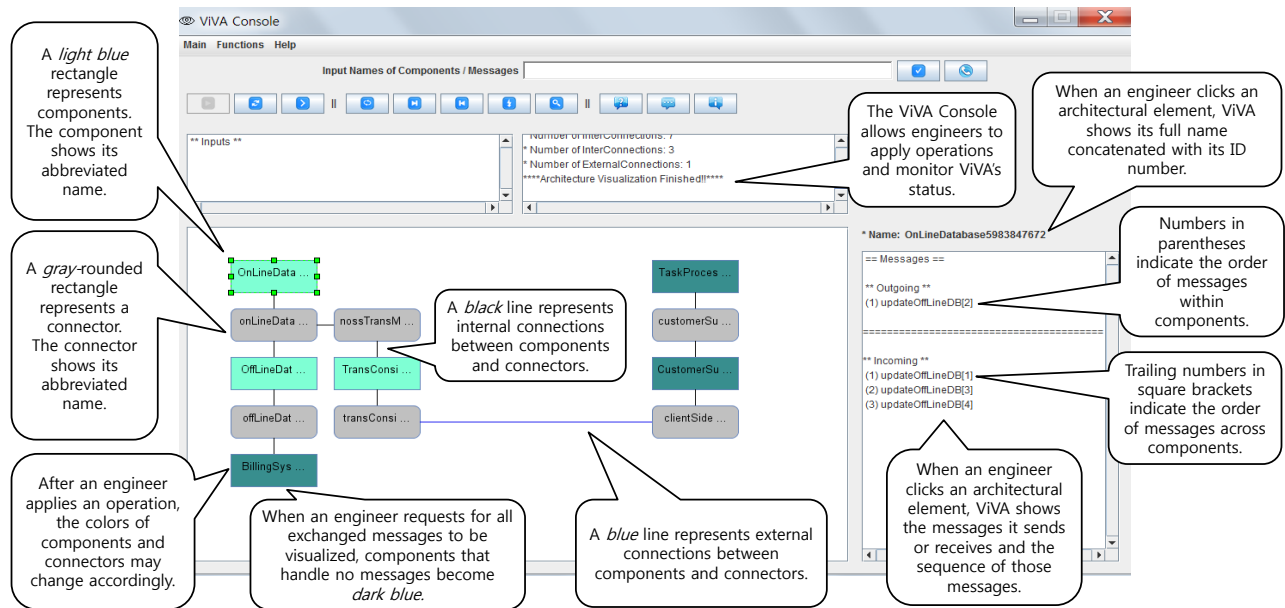 ViVA Console
Main Functions Help
Input Names of Components / Messages
** Inputs **
* Number of InterConnections: 7
* Number of InterConnections: 3
* Number of ExternalConnections: 1
****Architecture Visualization Finished!!****
* Name: OnLineDatabase5983847672
== Messages ==
** Outgoing **
(1) updateOffLineDB[2]
========================================
** Incoming **
(1) updateOffLineDB[1]
(2) updateOffLineDB[3]
(3) updateOffLineDB[4]
OnLineData ...
onLineData ...
nossTransM ...
OffLineDat ...
TransConsi ...
offLineDat ...
transConsi ...
BillingSys ...
TaskProces ...
customerSu ...
CustomerSu ...
clientSide ...
A light blue
rectangle
represents
components.
The component
shows its
abbreviated
name.
A gray-rounded
rectangle
represents a
connector.
The connector
shows its
abbreviated
name.
After an engineer
applies an operation,
the colors of
components and
connectors may
change accordingly.
When an engineer requests for all
exchanged messages to be
visualized, components that
handle no messages become
dark blue.
A black line represents
internal connections
between components
and connectors.
A blue line represents external
connections between
components and connectors.
The ViVA Console
allows engineers to
apply operations
and monitor ViVA's
status.
When an engineer clicks an
architectural element, ViVA
shows its full name
concatenated with its ID
number.
Numbers in
parentheses
indicate the order
of messages
within
components.
Trailing numbers in
square brackets
indicate the order
of messages across
components.
When an engineer
clicks an architectural
element, ViVA shows
the messages it sends
or receives and the
sequence of those
messages.